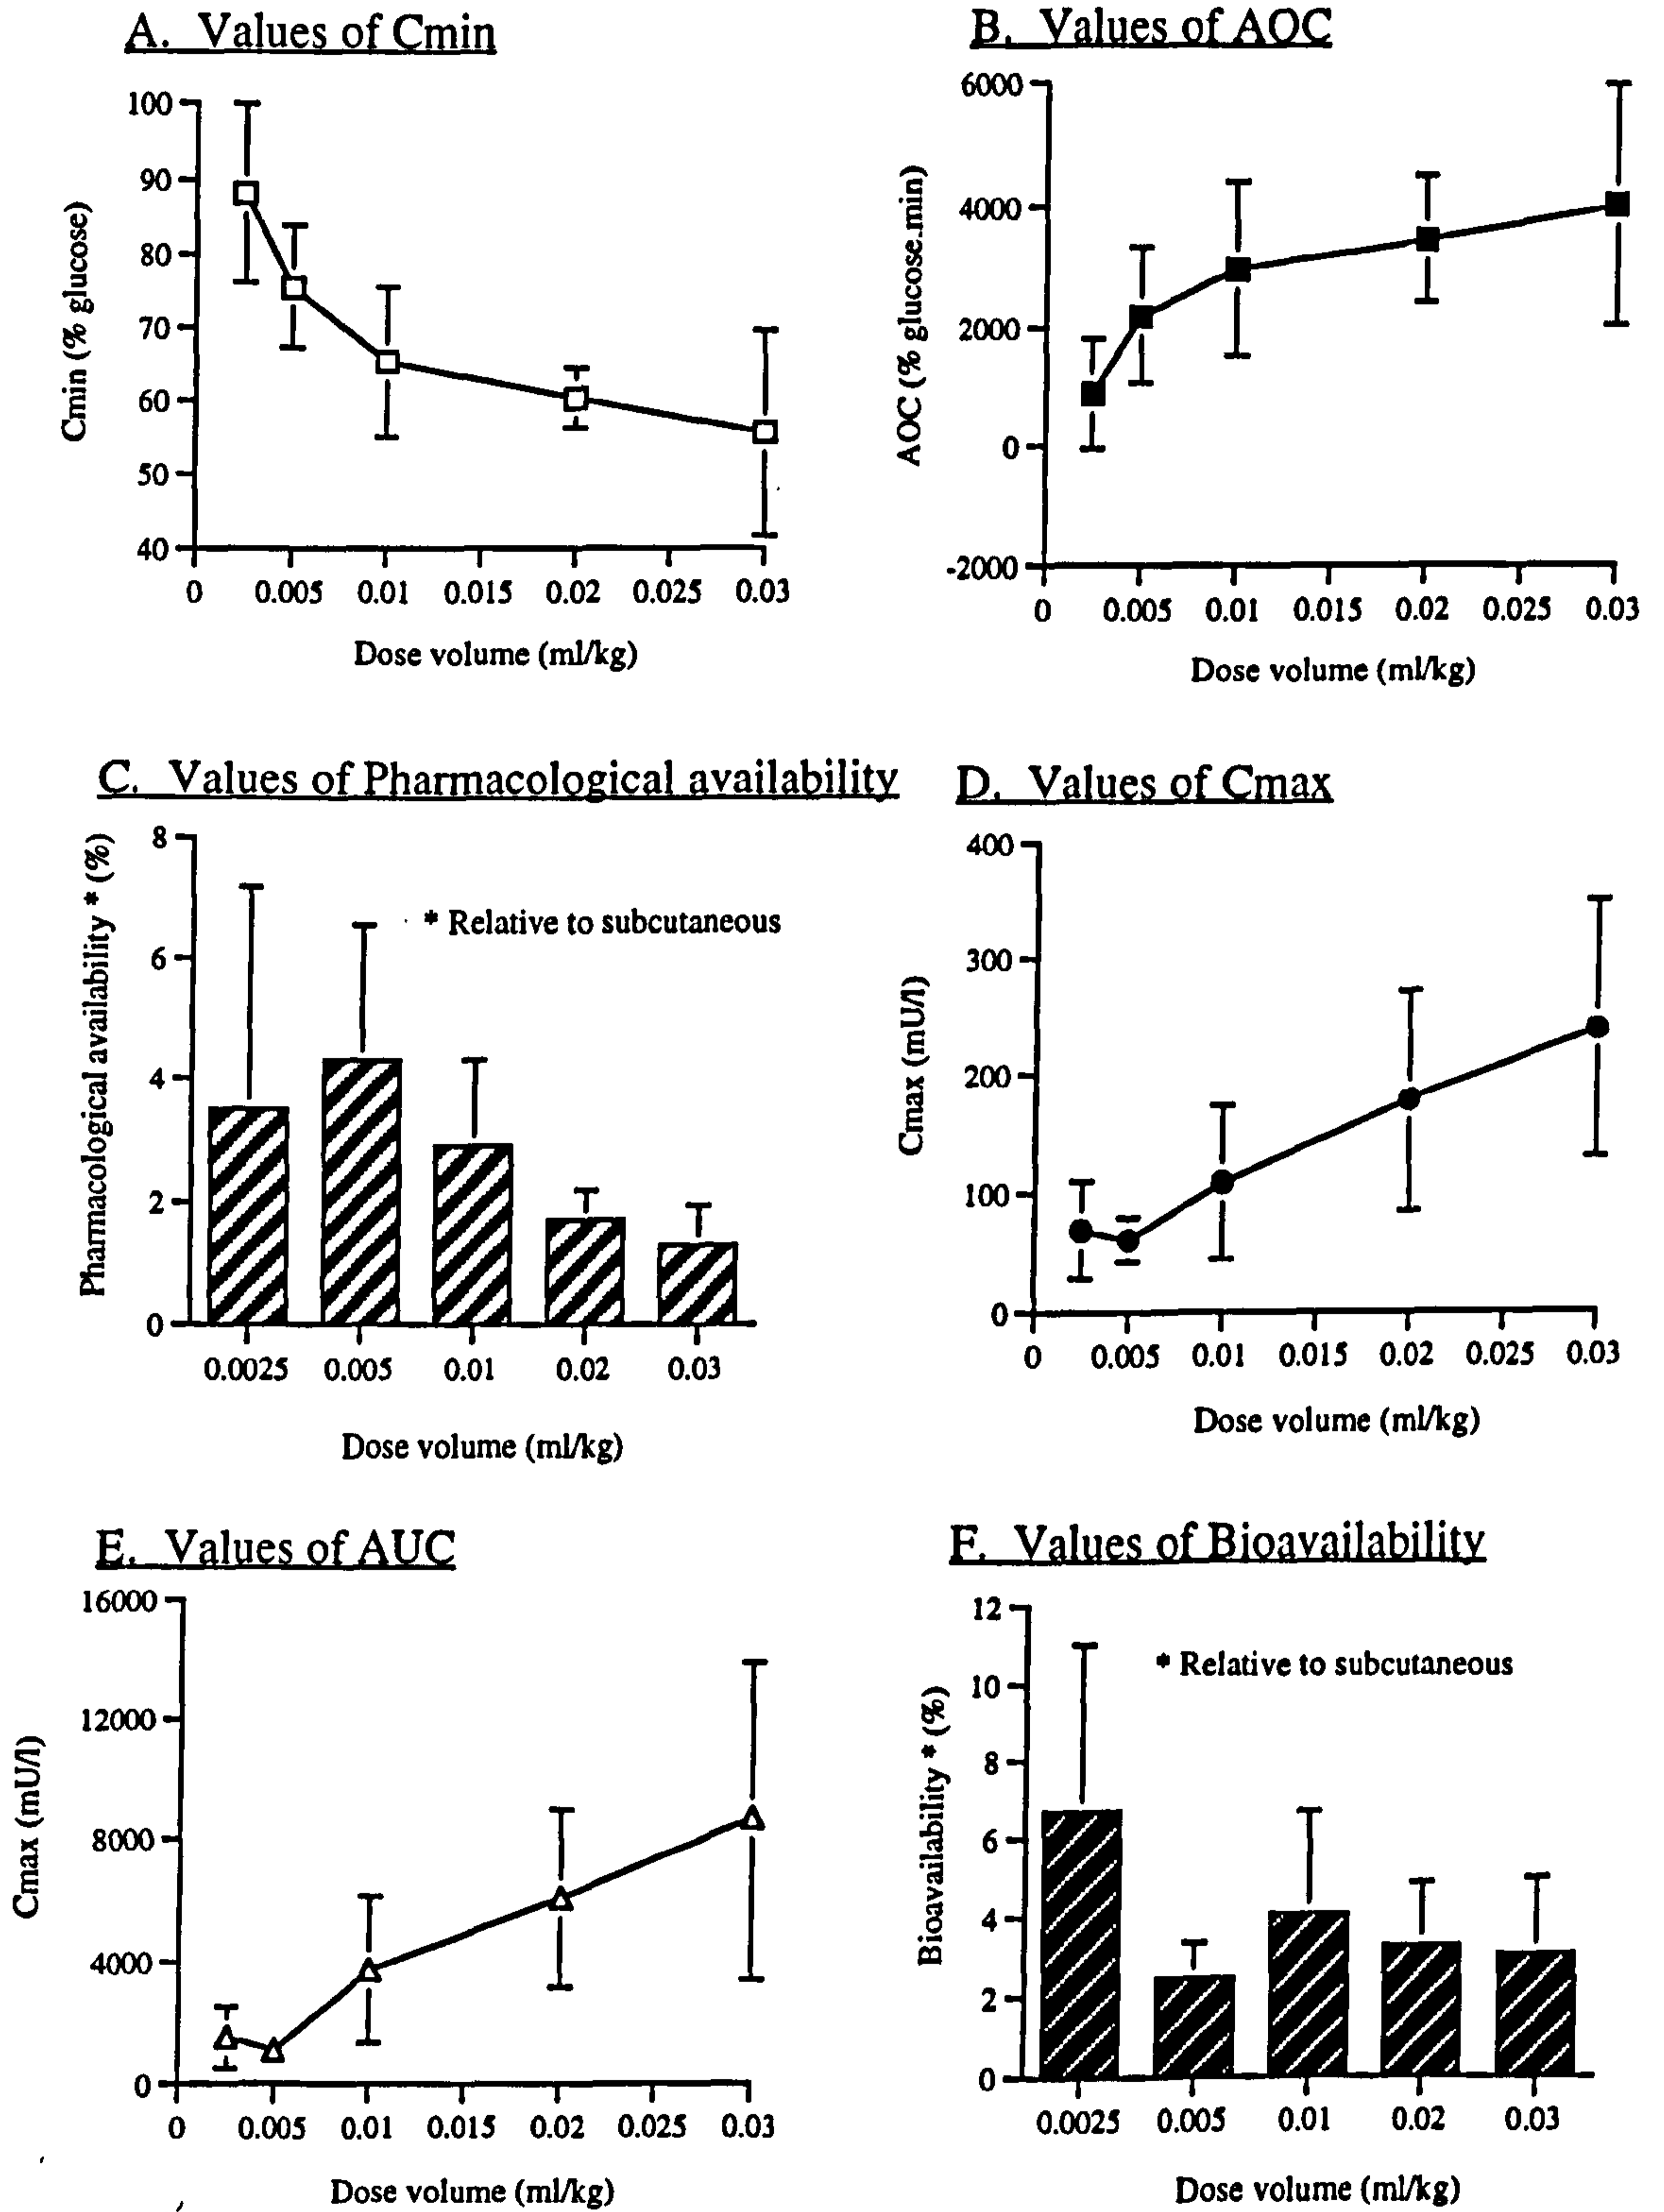 A. Values of Cmin
100
90
80
70
60
50
40
Cmin (% glucose)
0 0.005 0.01 0.015 0.02 0.025 0.03
Dose volume (ml/kg)
B. Values of AOC
6000
4000
2000
0
-2000
AOC (% glucose.min)
0 0.005 0.01 0.015 0.02 0.025 0.03
Dose volume (ml/kg)
C. Values of Pharmacological availability
8
6
4
2
0
Pharmacological availability * (%)
* Relative to subcutaneous
0.0025 0.005 0.01 0.02 0.03
Dose volume (ml/kg)
D. Values of Cmax
400
300
200
100
0
Cmax (mU/l)
0 0.005 0.01 0.015 0.02 0.025 0.03
Dose volume (ml/kg)
E. Values of AUC
16000
12000
8000
4000
0
Cmax (mU/l)
0 0.005 0.01 0.015 0.02 0.025 0.03
Dose volume (ml/kg)
F. Values of Bioavailability
12
10
8
6
4
2
0
Bioavailability * (%)
* Relative to subcutaneous
0.0025 0.005 0.01 0.02 0.03
Dose volume (ml/kg)